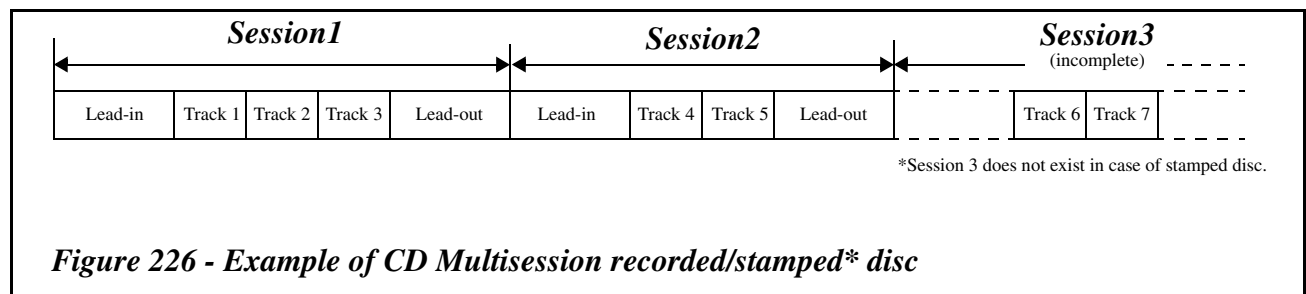 Session1 Session2 Session3
(incomplete)
Lead-in Track 1 Track 2 Track 3 Lead-out Lead-in Track 4 Track 5 Lead-out Track 6 Track 7
*Session 3 does not exist in case of stamped disc.
Figure 226 - Example of CD Multisession recorded/stamped* disc